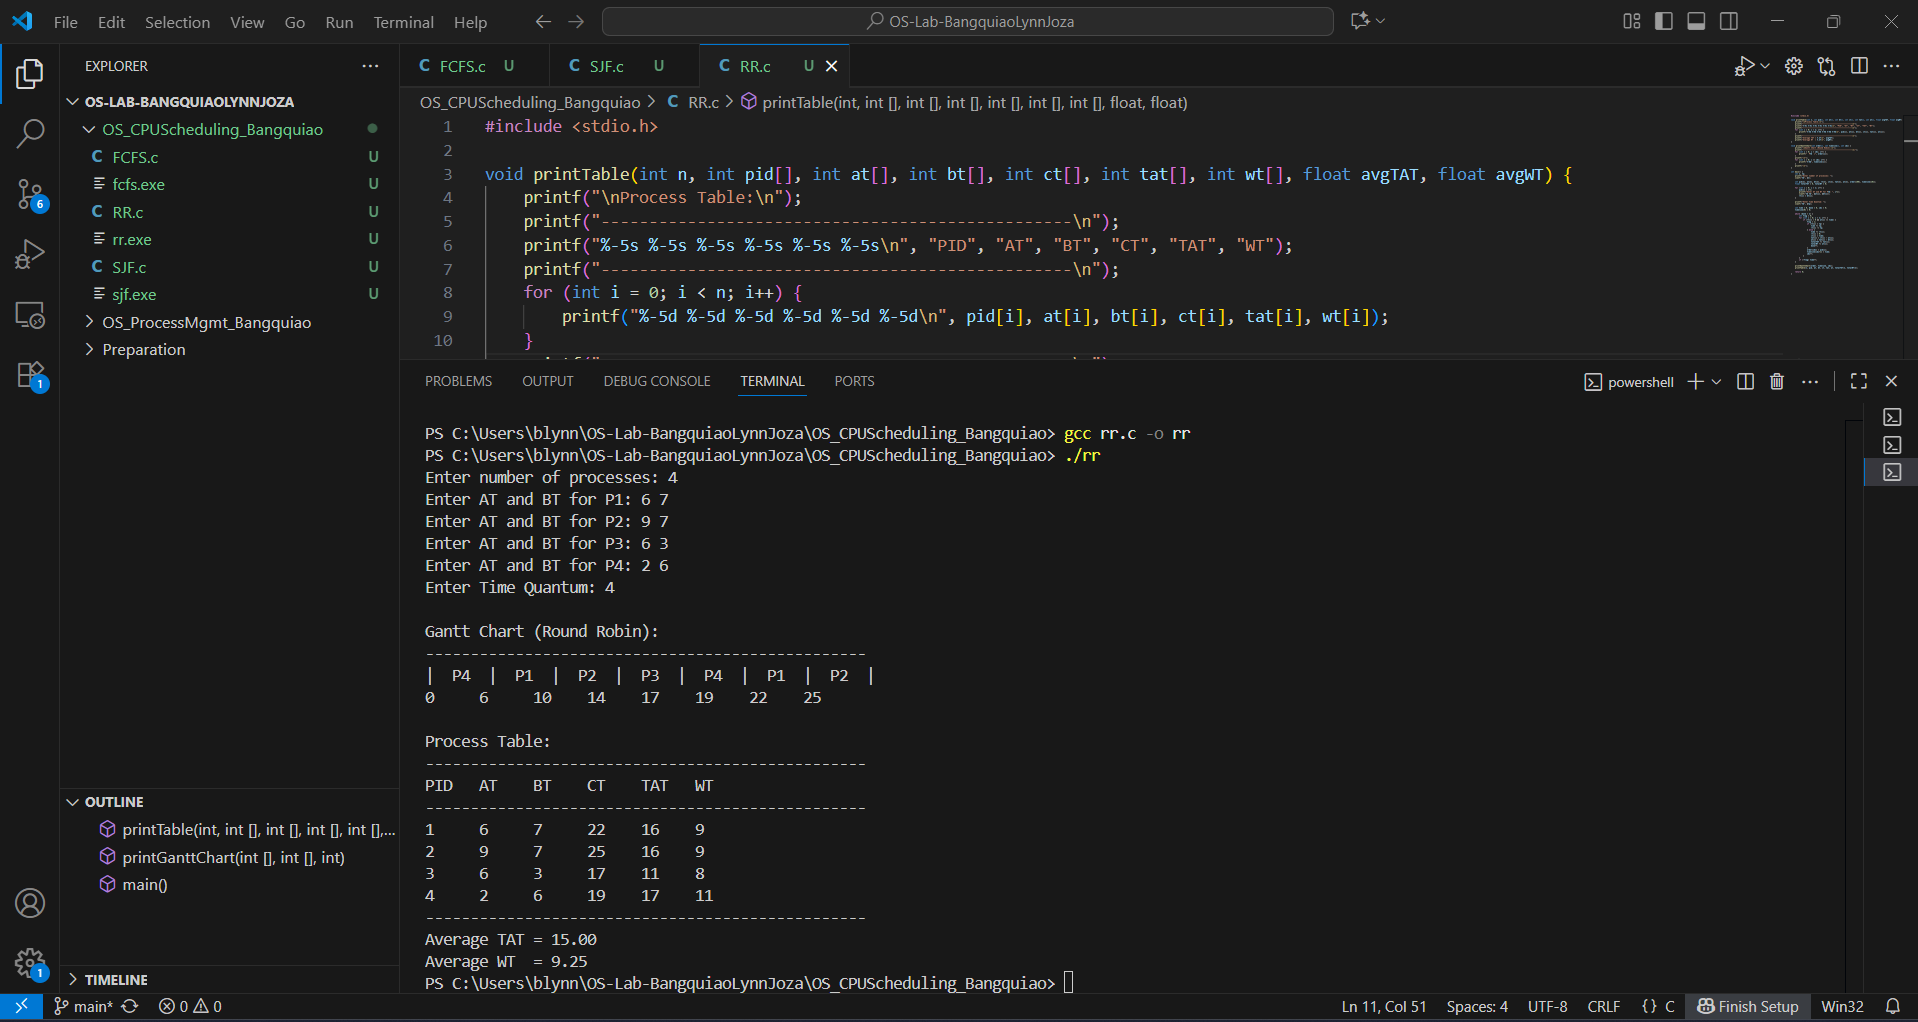 File Edit Selection View Go Run Terminal Help
OS-Lab-BangquiaoLynnJoza
EXPLORER
OS-LAB-BANGQUIAOLYNNJOZA
OS_CPUScheduling_Bangquiao
FCFS.c U
fcfs.exe U
RR.c U
rr.exe U
SJF.c U
sjf.exe U
OS_ProcessMgmt_Bangquiao
Preparation
OUTLINE
printTable(int, int [], int [], int [], int [],...
printGanttChart(int [], int [], int)
main()
TIMELINE
6
1
1
C FCFS.c U C SJF.c U C RR.c U
OS_CPUScheduling_Bangquiao > C RR.c > printTable(int, int [], int [], int [], int [], int [], int [], float, float)
1 #include <stdio.h>
2
3 void printTable(int n, int pid[], int at[], int bt[], int ct[], int tat[], int wt[], float avgTAT, float avgWT) {
4 printf("\nProcess Table:\n");
5 printf("-------------------------------------------------\n");
6 printf("%-5s %-5s %-5s %-5s %-5s %-5s\n", "PID", "AT", "BT", "CT", "TAT", "WT");
7 printf("-------------------------------------------------\n");
8 for (int i = 0; i < n; i++) {
9 printf("%-5d %-5d %-5d %-5d %-5d %-5d\n", pid[i], at[i], bt[i], ct[i], tat[i], wt[i]);
10 }
PROBLEMS OUTPUT DEBUG CONSOLE TERMINAL PORTS
powershell
PS C:\Users\blynn\OS-Lab-BangquiaoLynnJoza\OS_CPUScheduling_Bangquiao> gcc rr.c -o rr
PS C:\Users\blynn\OS-Lab-BangquiaoLynnJoza\OS_CPUScheduling_Bangquiao> ./rr
Enter number of processes: 4
Enter AT and BT for P1: 6 7
Enter AT and BT for P2: 9 7
Enter AT and BT for P3: 6 3
Enter AT and BT for P4: 2 6
Enter Time Quantum: 4
Gantt Chart (Round Robin):
-------------------------------------------------
| P4 | P1 | P2 | P3 | P4 | P1 | P2 |
0 6 10 14 17 19 22 25
Process Table:
-------------------------------------------------
PID AT BT CT TAT WT
-------------------------------------------------
1 6 7 22 16 9
2 9 7 25 16 9
3 6 3 17 11 8
4 2 6 19 17 11
-------------------------------------------------
Average TAT = 15.00
Average WT = 9.25
PS C:\Users\blynn\OS-Lab-BangquiaoLynnJoza\OS_CPUScheduling_Bangquiao>
main* 0 0 Ln 11, Col 51 Spaces: 4 UTF-8 CRLF {} C Finish Setup Win32